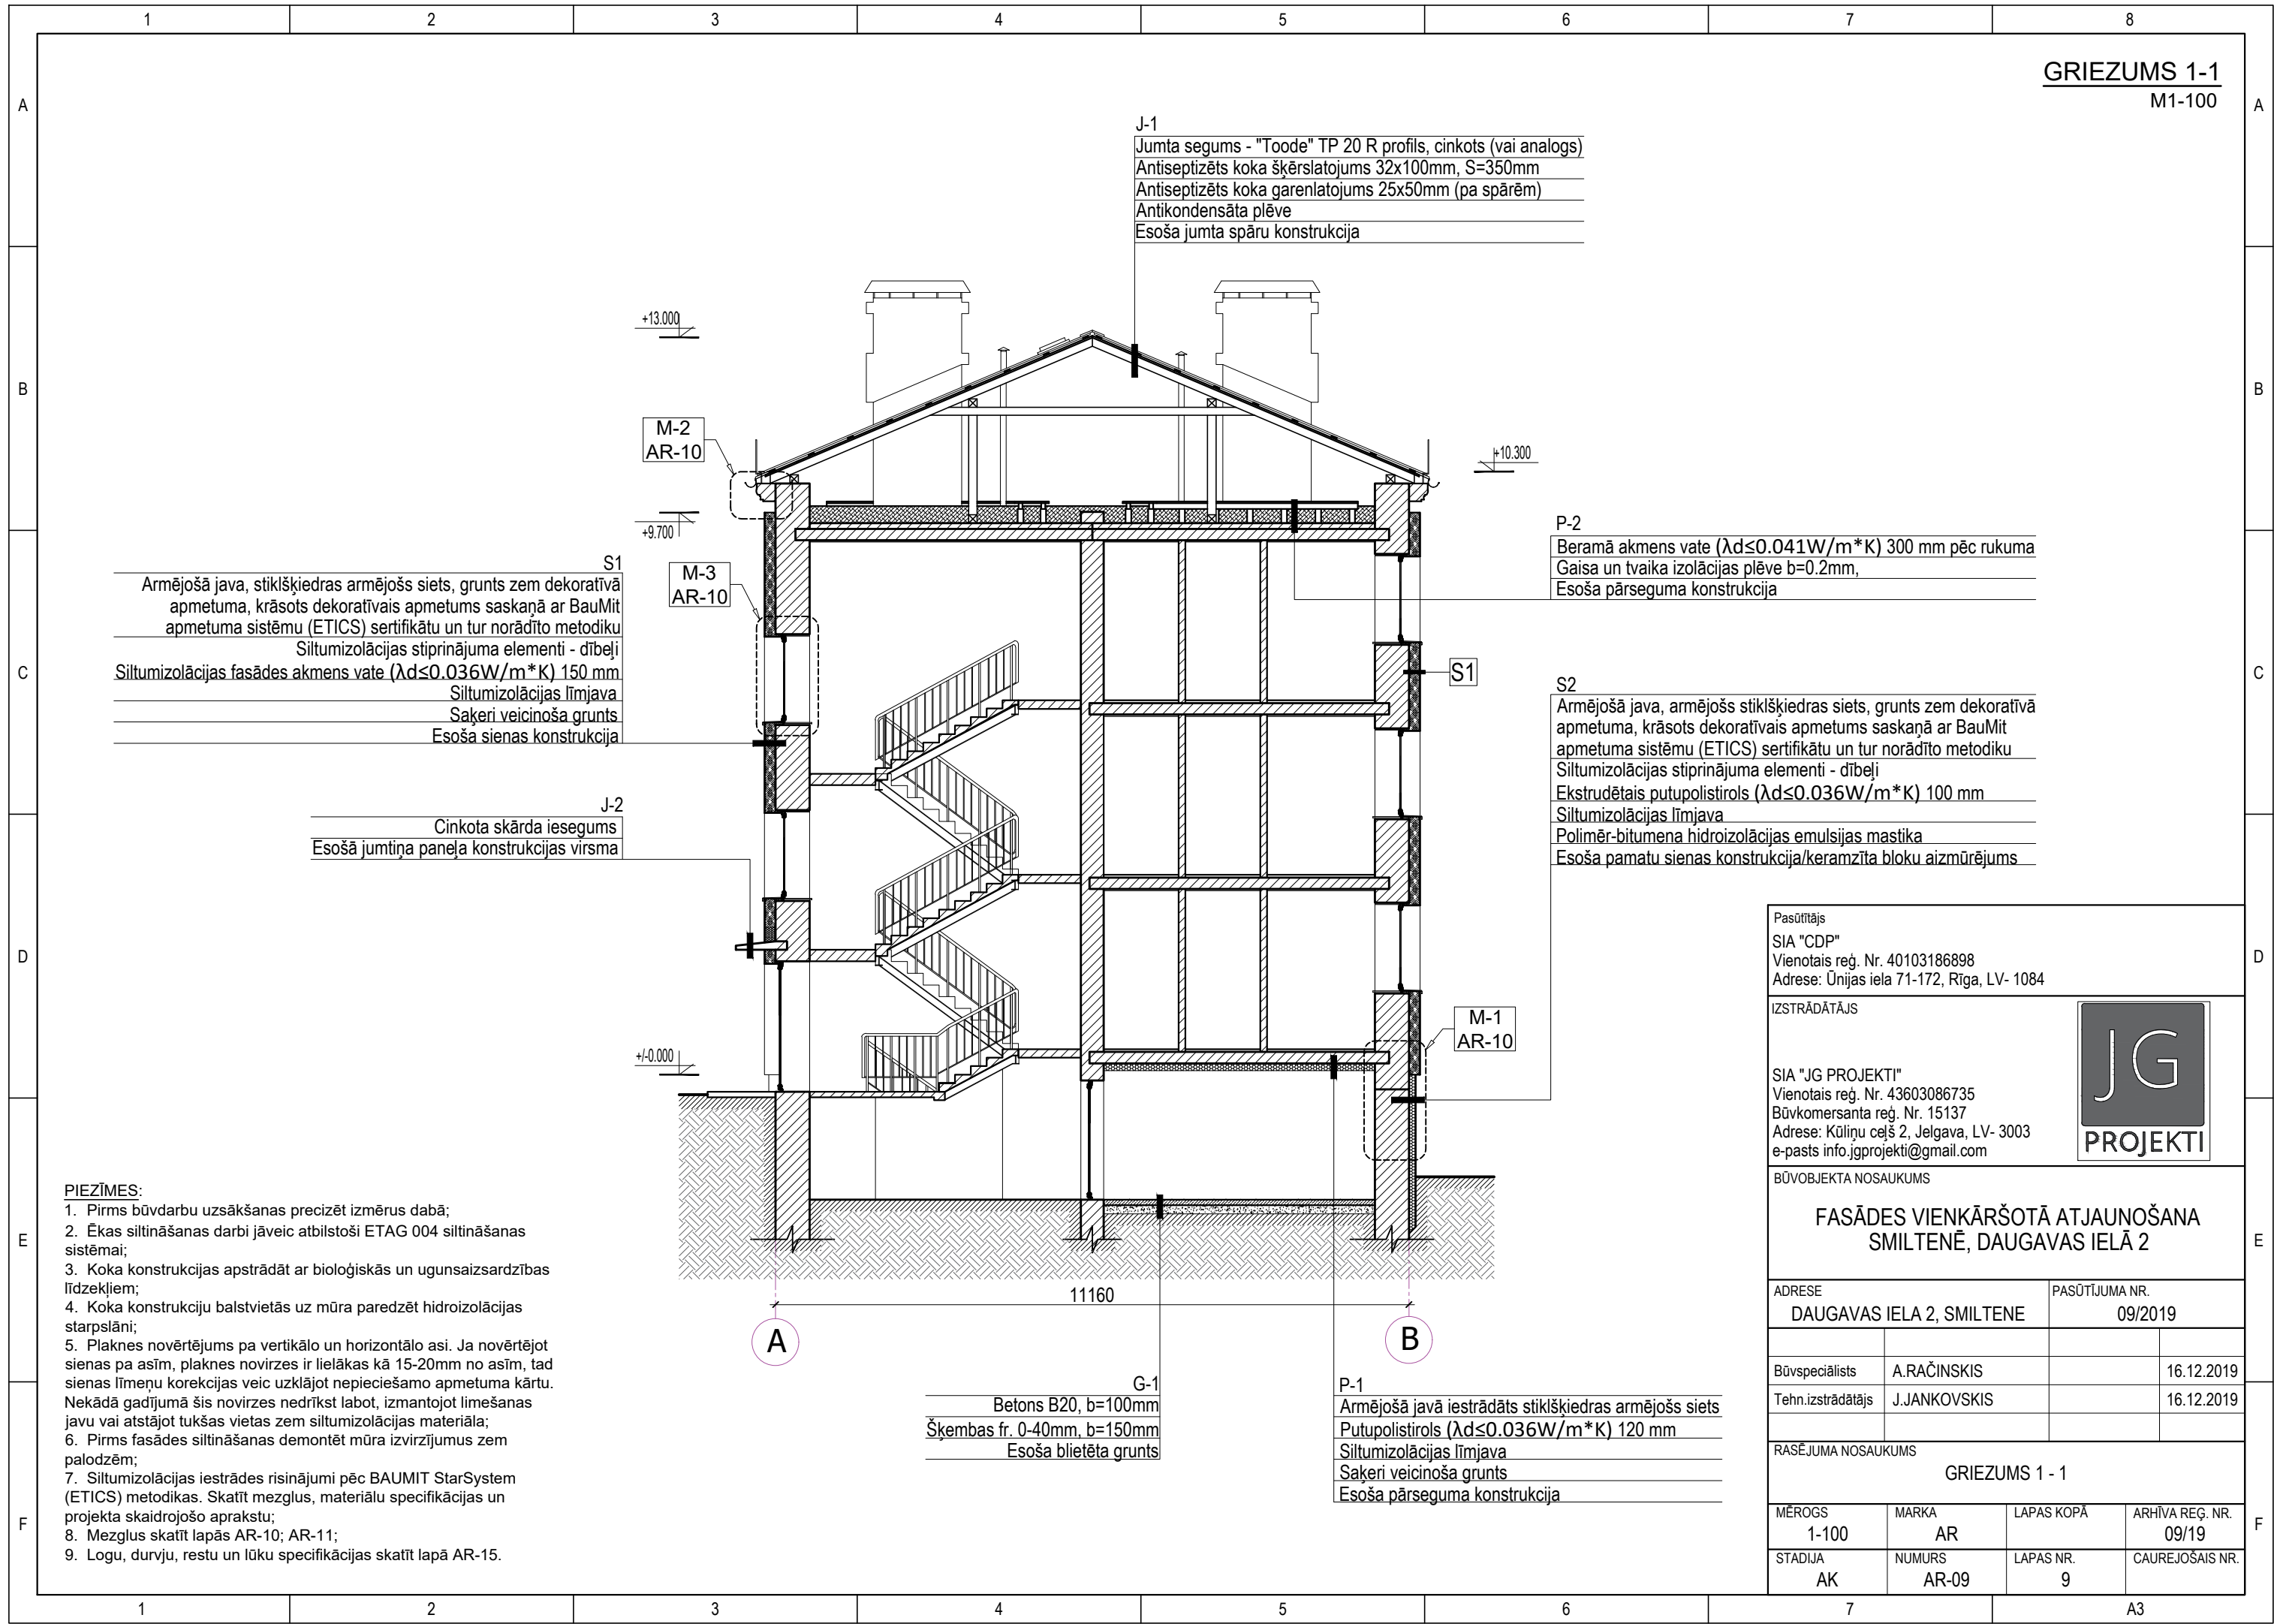 1 2 3 4 5 6 7 8
GRIEZUMS 1-1
M1-100
A A
B B
C C
D D
E E
F F
J-1
Jumta segums - "Toode" TP 20 R profils, cinkots (vai analogs)
Antiseptizēts koka šķērslatojums 32x100mm, S=350mm
Antiseptizēts koka garenlatojums 25x50mm (pa spārēm)
Antikondensāta plēve
Esoša jumta spāru konstrukcija
+13.000
M-2
AR-10
+10.300
+9.700
M-3
AR-10
S1
Armējošā java, stiklšķiedras armējošs siets, grunts zem dekoratīvā
apmetuma, krāsots dekoratīvais apmetums saskaņā ar BauMit
apmetuma sistēmu (ETICS) sertifikātu un tur norādīto metodiku
Siltumizolācijas stiprinājuma elementi - dībeļi
Siltumizolācijas fasādes akmens vate (λd≤0.036W/m*K) 150 mm
Siltumizolācijas līmjava
Saķeri veicinoša grunts
Esoša sienas konstrukcija
J-2
Cinkota skārda iesegums
Esošā jumtiņa paneļa konstrukcijas virsma
P-2
Beramā akmens vate (λd≤0.041W/m*K) 300 mm pēc rukuma
Gaisa un tvaika izolācijas plēve b=0.2mm,
Esoša pārseguma konstrukcija
S1
S2
Armējošā java, armējošs stiklšķiedras siets, grunts zem dekoratīvā
apmetuma, krāsots dekoratīvais apmetums saskaņā ar BauMit
apmetuma sistēmu (ETICS) sertifikātu un tur norādīto metodiku
Siltumizolācijas stiprinājuma elementi - dībeļi
Ekstrudētais putupolistirols (λd≤0.036W/m*K) 100 mm
Siltumizolācijas līmjava
Polimēr-bitumena hidroizolācijas emulsijas mastika
Esoša pamatu sienas konstrukcija/keramzīta bloku aizmūrējums
M-1
AR-10
+/-0.000
11160
A
B
G-1
Betons B20, b=100mm
Šķembas fr. 0-40mm, b=150mm
Esoša blietēta grunts
P-1
Armējošā javā iestrādāts stiklšķiedras armējošs siets
Putupolistirols (λd≤0.036W/m*K) 120 mm
Siltumizolācijas līmjava
Saķeri veicinoša grunts
Esoša pārseguma konstrukcija
PIEZĪMES:
1. Pirms būvdarbu uzsākšanas precizēt izmērus dabā;
2. Ēkas siltināšanas darbi jāveic atbilstoši ETAG 004 siltināšanas
sistēmai;
3. Koka konstrukcijas apstrādāt ar bioloģiskās un ugunsaizsardzības
līdzekļiem;
4. Koka konstrukciju balstvietās uz mūra paredzēt hidroizolācijas
starpslāni;
5. Plaknes novērtējums pa vertikālo un horizontālo asi. Ja novērtējot
sienas pa asīm, plaknes novirzes ir lielākas kā 15-20mm no asīm, tad
sienas līmeņu korekcijas veic uzklājot nepieciešamo apmetuma kārtu.
Nekādā gadījumā šis novirzes nedrīkst labot, izmantojot limešanas
javu vai atstājot tukšas vietas zem siltumizolācijas materiāla;
6. Pirms fasādes siltināšanas demontēt mūra izvirzījumus zem
palodzēm;
7. Siltumizolācijas iestrādes risinājumi pēc BAUMIT StarSystem
(ETICS) metodikas. Skatīt mezglus, materiālu specifikācijas un
projekta skaidrojošo aprakstu;
8. Mezglus skatīt lapās AR-10; AR-11;
9. Logu, durvju, restu un lūku specifikācijas skatīt lapā AR-15.
Pasūtītājs
SIA "CDP"
Vienotais reģ. Nr. 40103186898
Adrese: Ūnijas iela 71-172, Rīga, LV- 1084
IZSTRĀDĀTĀJS
SIA "JG PROJEKTI"
Vienotais reģ. Nr. 43603086735
Būvkomersanta reģ. Nr. 15137
Adrese: Kūliņu ceļš 2, Jelgava, LV- 3003
e-pasts info.jgprojekti@gmail.com
JG
PROJEKTI
BŪVOBJEKTA NOSAUKUMS
FASĀDES VIENKĀRŠOTĀ ATJAUNOŠANA
SMILTENĒ, DAUGAVAS IELĀ 2
ADRESE PASŪTĪJUMA NR.
DAUGAVAS IELA 2, SMILTENE 09/2019
Būvspeciālists A.RAČINSKIS 16.12.2019
Tehn.izstrādātājs J.JANKOVSKIS 16.12.2019
RASĒJUMA NOSAUKUMS
GRIEZUMS 1 - 1
MĒROGS MARKA LAPAS KOPĀ ARHĪVA REĢ. NR.
1-100 AR 09/19
STADIJA NUMURS LAPAS NR. CAUREJOŠAIS NR.
AK AR-09 9
1 2 3 4 5 6 7 A3